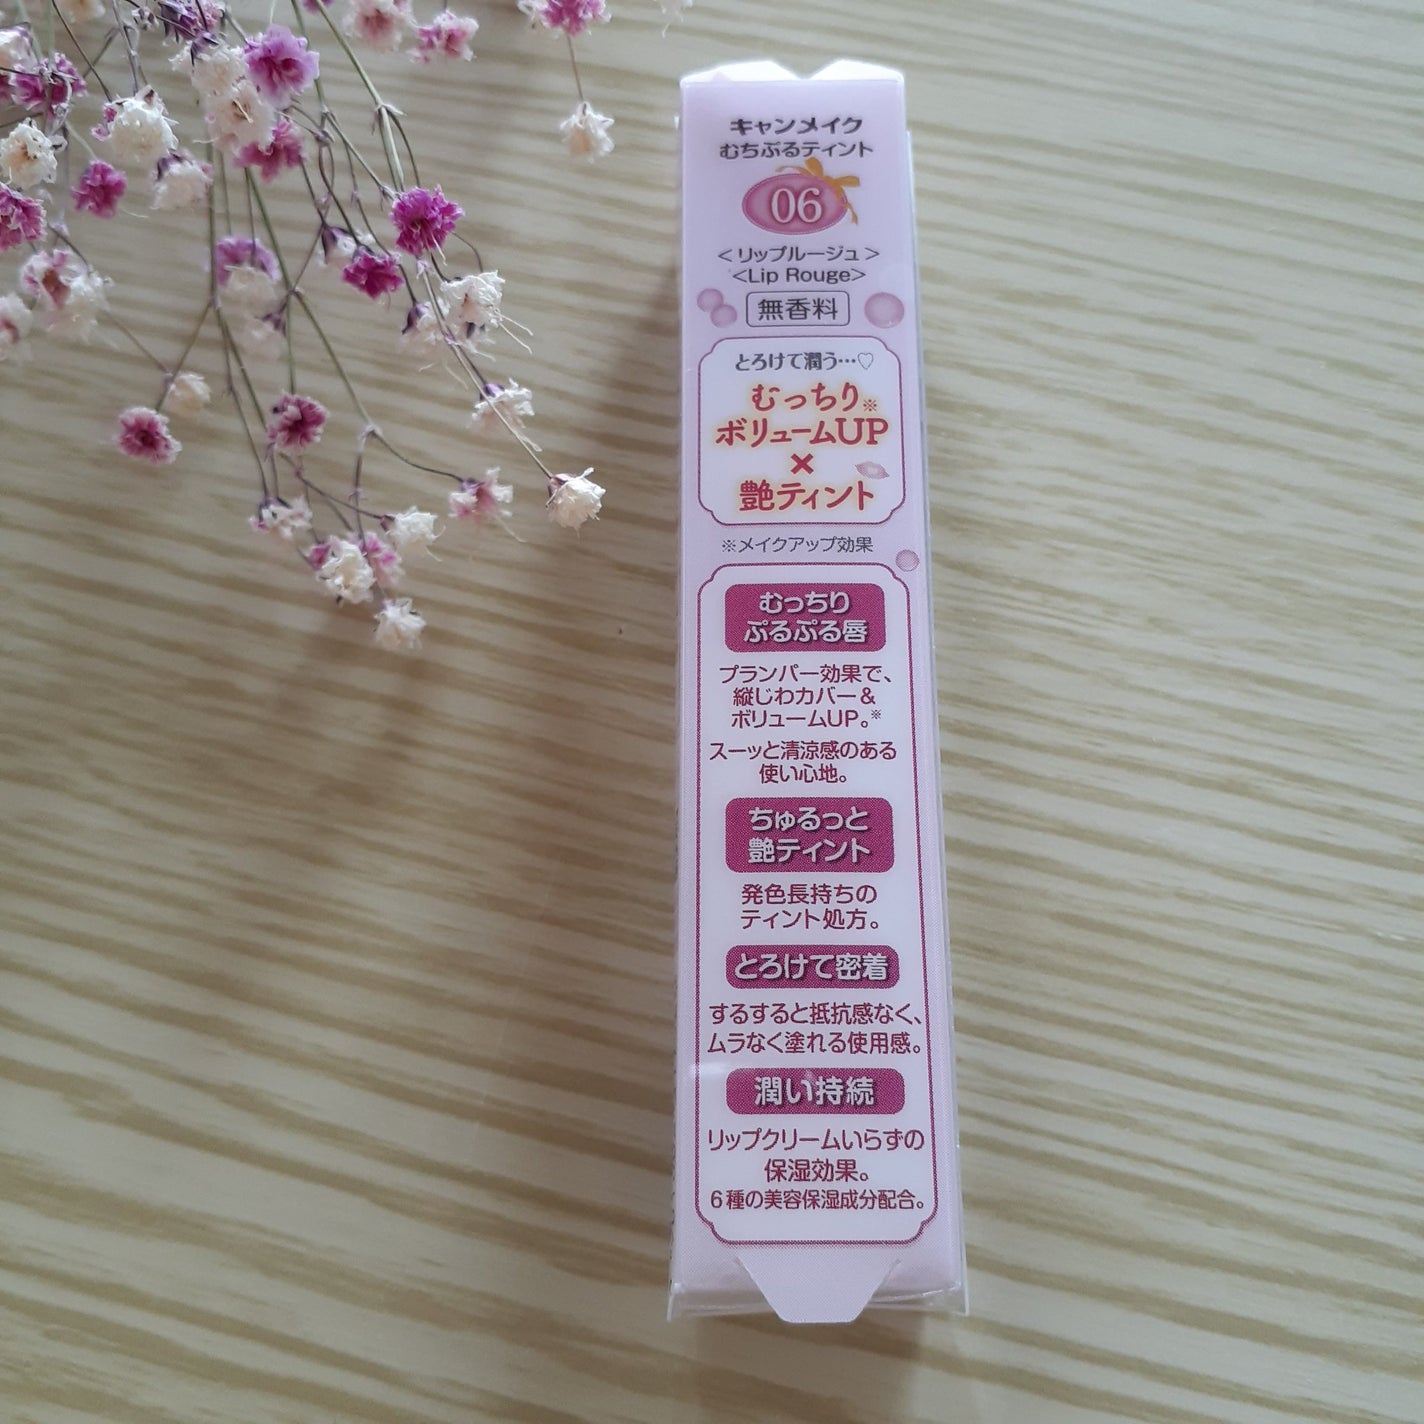 キャンメイク
むちぷるティント
06
<リップルージュ>
<Lip Rouge>
無香料
とろけて潤う…♡
むっちり※
ボリュームUP
×
艶ティント
※メイクアップ効果
むっちり
ぷるぷる唇
プランパー効果で、
縦じわカバー&
ボリュームUP。※
スーッと清涼感のある
使い心地。
ちゅるっと
艶ティント
発色長持ちの
ティント処方。
とろけて密着
するすると抵抗感なく、
ムラなく塗れる使用感。
潤い持続
リップクリームいらずの
保湿効果。
6種の美容保湿成分配合。